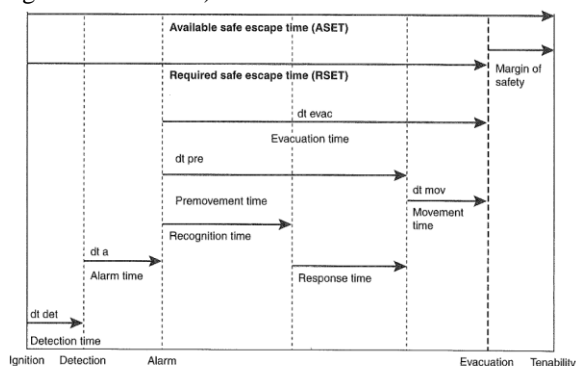 Available safe escape time (ASET)
Required safe escape time (RSET)
Margin of
safety
dt evac
Evacuation time
dt pre
Premovement time
dt mov
Movement
time
Recognition time
dt a
Alarm time
Response time
dt det
Detection time
Ignition
Detection
Alarm
Evacuation
Tenability